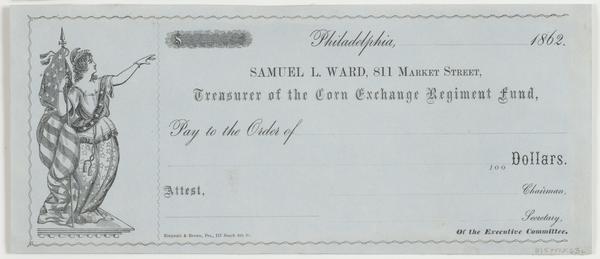 $
Philadelphia, 1862.
SAMUEL L. WARD, 811 MARKET STREET,
Treasurer of the Corn Exchange Regiment Fund,
Pay to the Order of
100 Dollars.
Attest,
Chairman,
Secretary,
Of the Executive Committee.